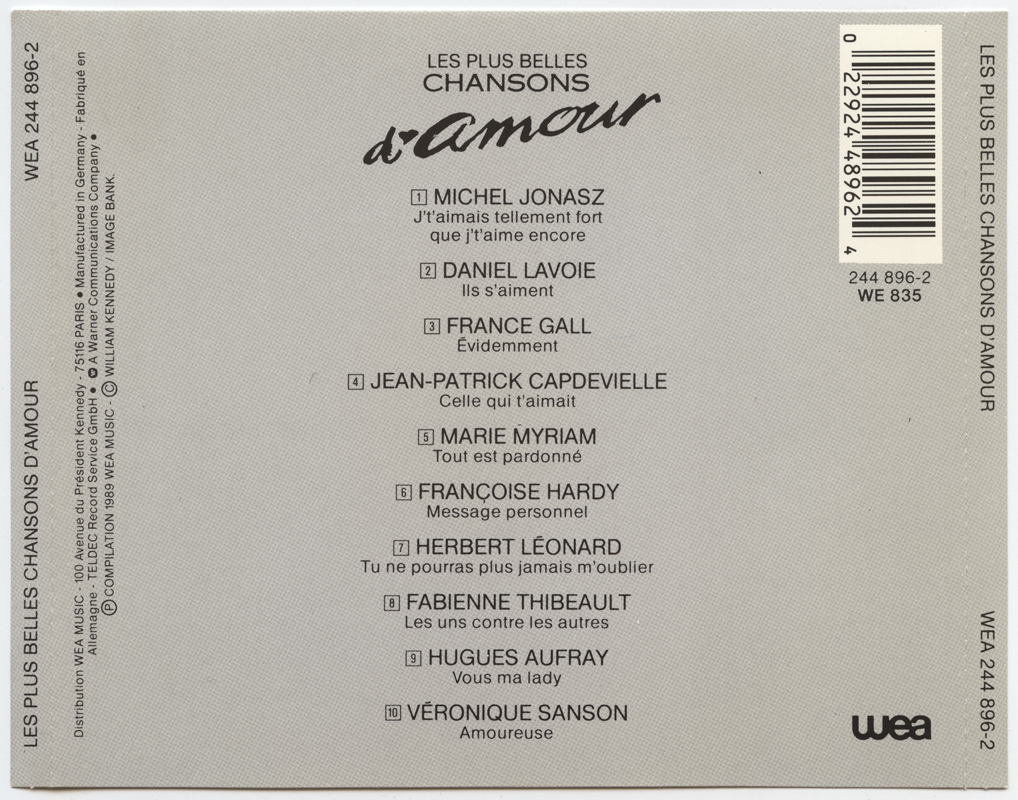 LES PLUS BELLES
CHANSONS
d'amour
1 MICHEL JONASZ
J't'aimais tellement fort
que j't'aime encore
2 DANIEL LAVOIE
Ils s'aiment
3 FRANCE GALL
Évidemment
4 JEAN-PATRICK CAPDEVIELLE
Celle qui t'aimait
5 MARIE MYRIAM
Tout est pardonné
6 FRANÇOISE HARDY
Message personnel
7 HERBERT LÉONARD
Tu ne pourras plus jamais m'oublier
8 FABIENNE THIBEAULT
Les uns contre les autres
9 HUGUES AUFRAY
Vous ma lady
10 VÉRONIQUE SANSON
Amoureuse
0 22924 48962 4
244 896-2
WE 835
wea
LES PLUS BELLES CHANSONS D'AMOUR WEA 244 896-2
Distribution WEA MUSIC - 100 Avenue du Président Kennedy - 75116 PARIS ● Manufactured in Germany - Fabriqué en
Allemagne - TELDEC Record Service GmbH ● A Warner Communications Company ●
Ⓟ COMPILATION 1989 WEA MUSIC - Ⓒ WILLIAM KENNEDY / IMAGE BANK.
LES PLUS BELLES CHANSONS D'AMOUR WEA 244 896-2